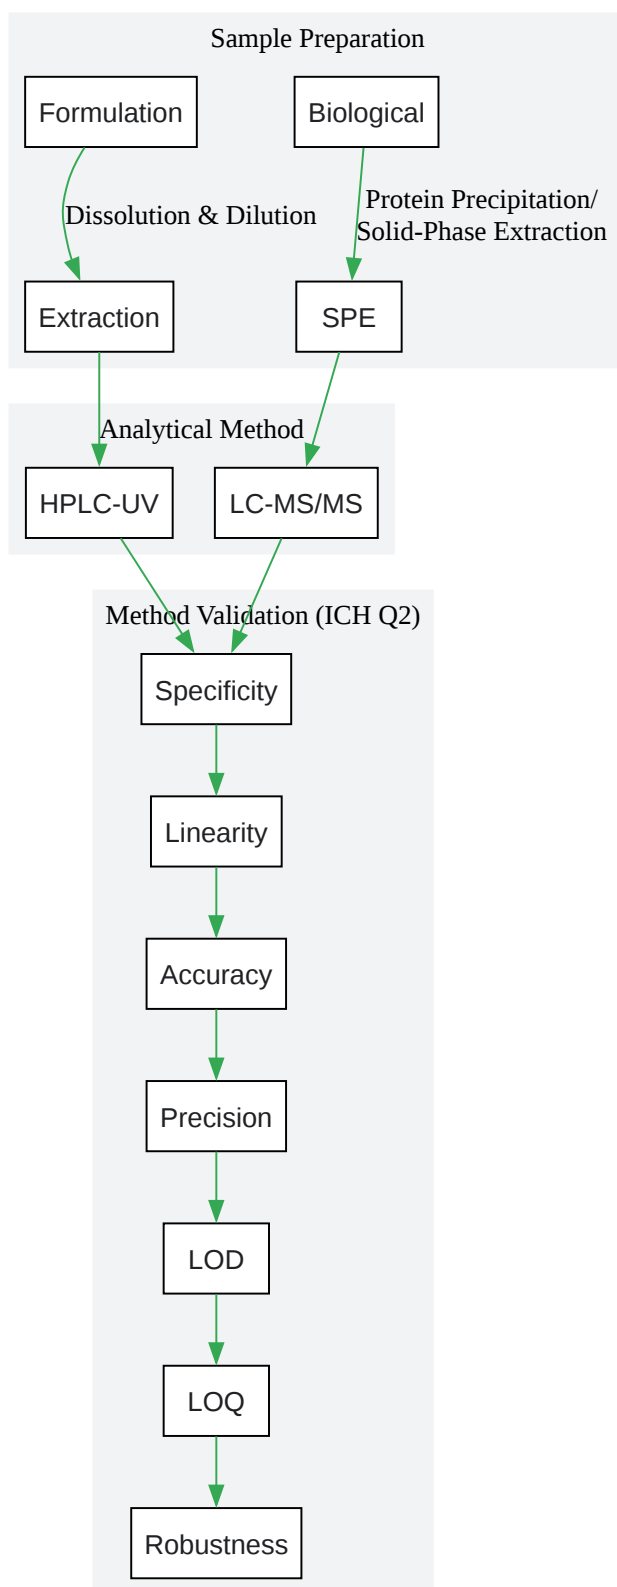 Sample Preparation
Formulation
Biological
Dissolution & Dilution
Protein Precipitation/
Solid-Phase Extraction
Extraction
SPE
Analytical Method
HPLC-UV
LC-MS/MS
Method Validation (ICH Q2)
Specificity
Linearity
Accuracy
Precision
LOD
LOQ
Robustness